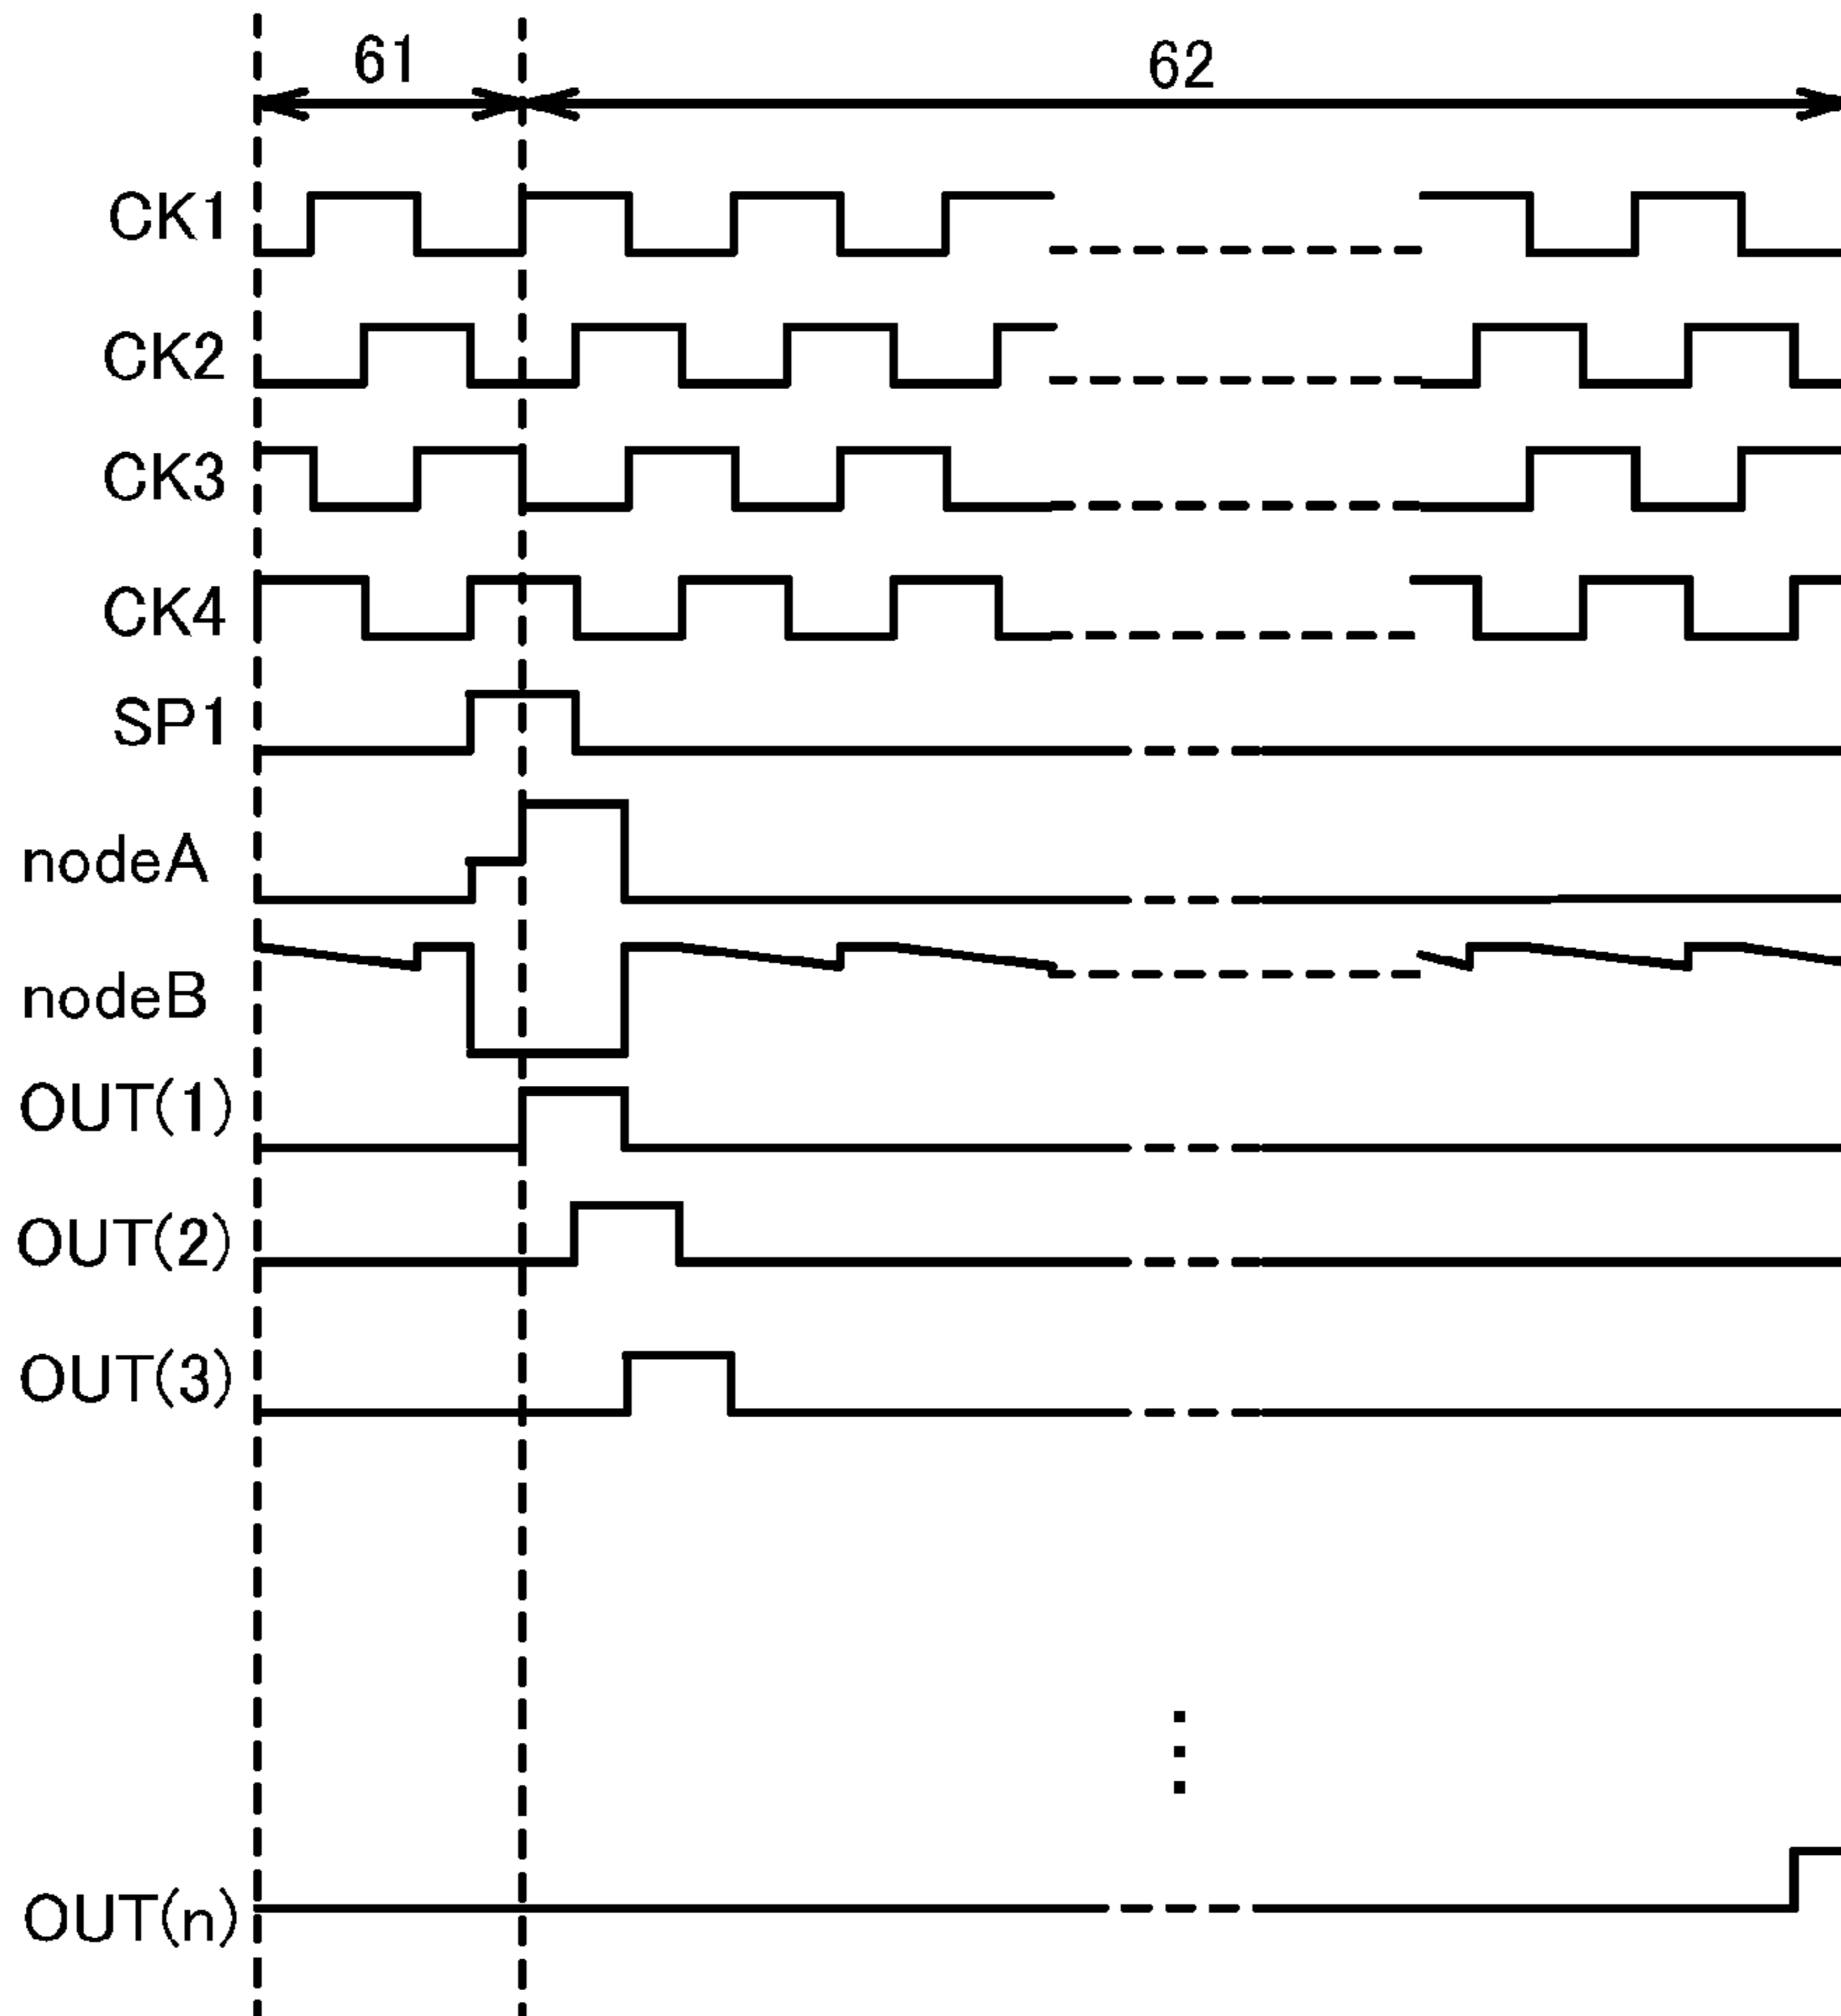 61
62
CK1
CK2
CK3
CK4
SP1
nodeA
nodeB
OUT(1)
OUT(2)
OUT(3)
OUT(n)